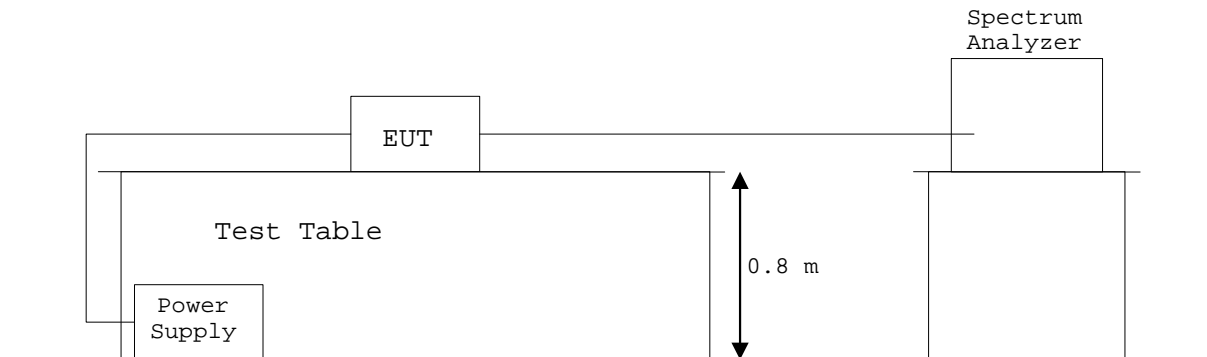 Spectrum
Analyzer
EUT
Test Table
0.8 m
Power
Supply